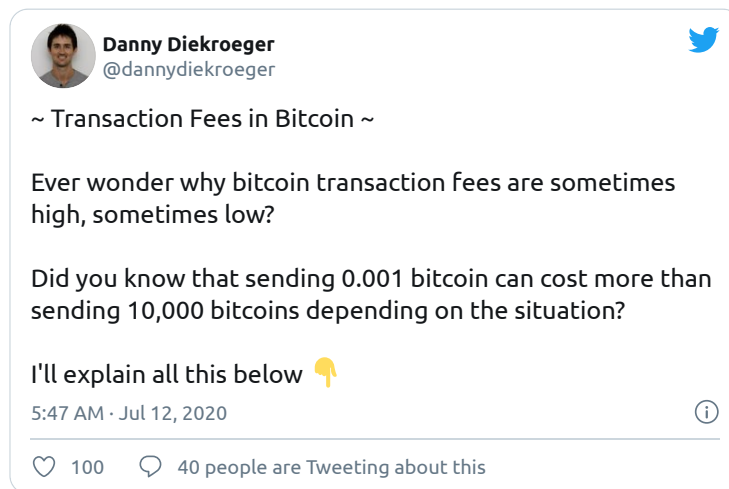 Danny Diekroeger
@dannydiekroeger
~ Transaction Fees in Bitcoin ~
Ever wonder why bitcoin transaction fees are sometimes
high, sometimes low?
Did you know that sending 0.001 bitcoin can cost more than
sending 10,000 bitcoins depending on the situation?
I'll explain all this below 👇
5:47 AM · Jul 12, 2020
100 40 people are Tweeting about this